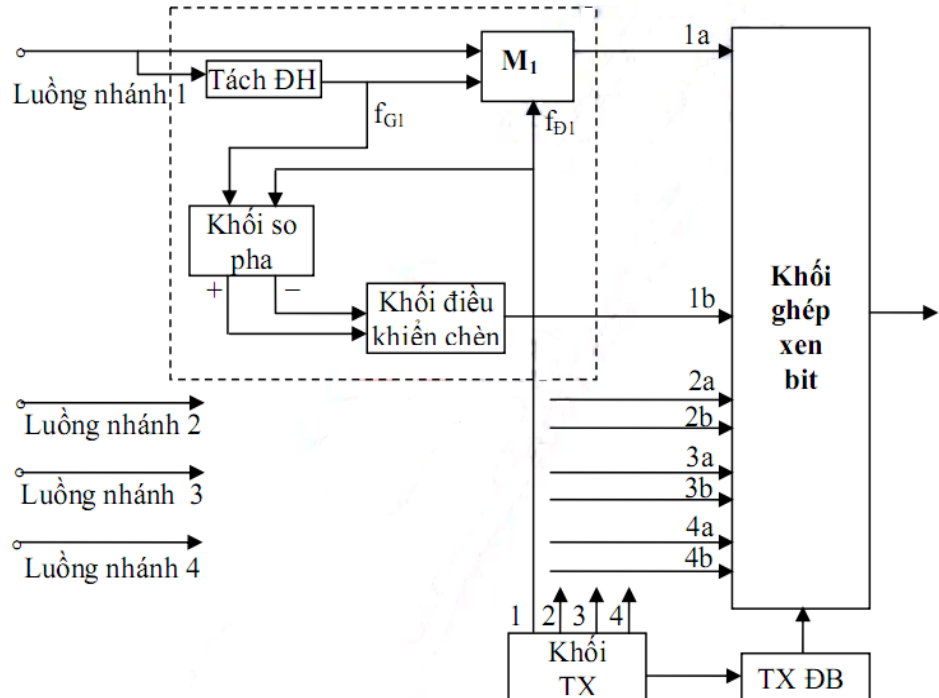 1a
M₁
Tách ĐH
Luồng nhánh 1
f_G1
f_Đ1
Khối so
pha
+
−
Khối điều
khiển chèn
1b
Khối
ghép
xen
bit
2a
Luồng nhánh 2
2b
3a
Luồng nhánh 3
3b
4a
Luồng nhánh 4
4b
1
2
3
4
Khối
TX
TX ĐB